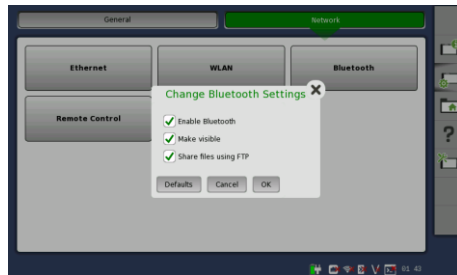 General
Network
Ethernet
WLAN
Bluetooth
Remote Control
Change Bluetooth Settings
Enable Bluetooth
Make visible
Share files using FTP
Defaults
Cancel
OK
?